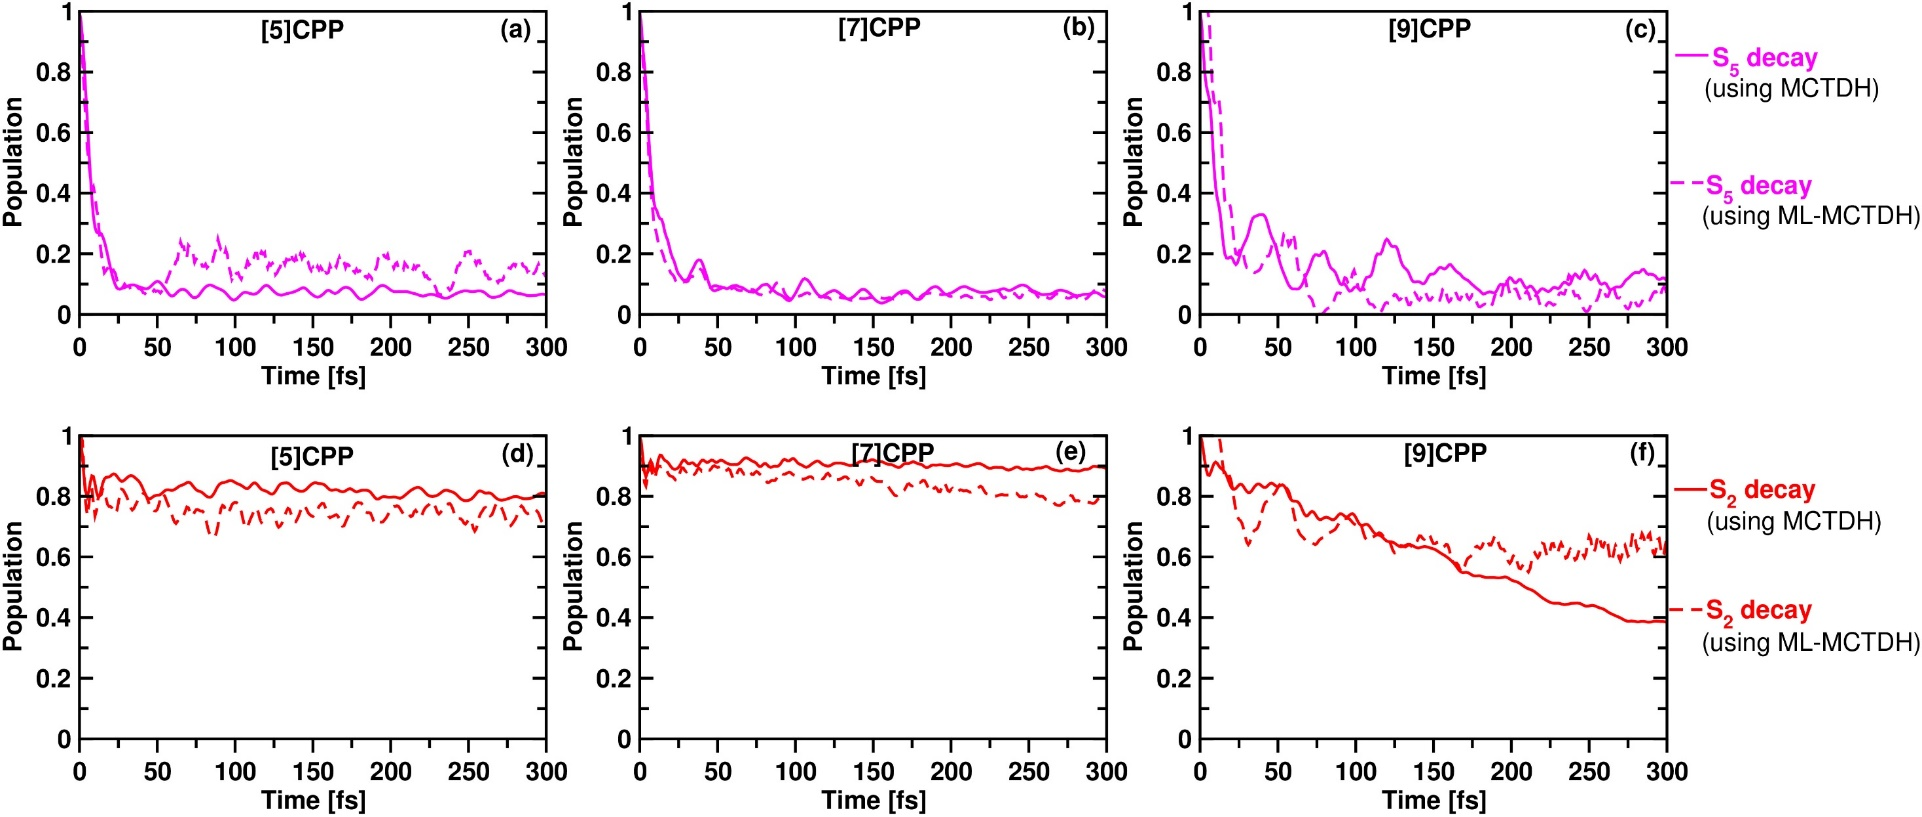 [5]CPP (a)
1
0.8
0.6
0.4
0.2
0
Population
0 50 100 150 200 250 300
Time [fs]
[7]CPP (b)
1
0.8
0.6
0.4
0.2
0
Population
0 50 100 150 200 250 300
Time [fs]
[9]CPP (c)
1
0.8
0.6
0.4
0.2
0
Population
0 50 100 150 200 250 300
Time [fs]
S5 decay
(using MCTDH)
S5 decay
(using ML-MCTDH)
[5]CPP (d)
1
0.8
0.6
0.4
0.2
0
Population
0 50 100 150 200 250 300
Time [fs]
[7]CPP (e)
1
0.8
0.6
0.4
0.2
0
Population
0 50 100 150 200 250 300
Time [fs]
[9]CPP (f)
1
0.8
0.6
0.4
0.2
0
Population
0 50 100 150 200 250 300
Time [fs]
S2 decay
(using MCTDH)
S2 decay
(using ML-MCTDH)